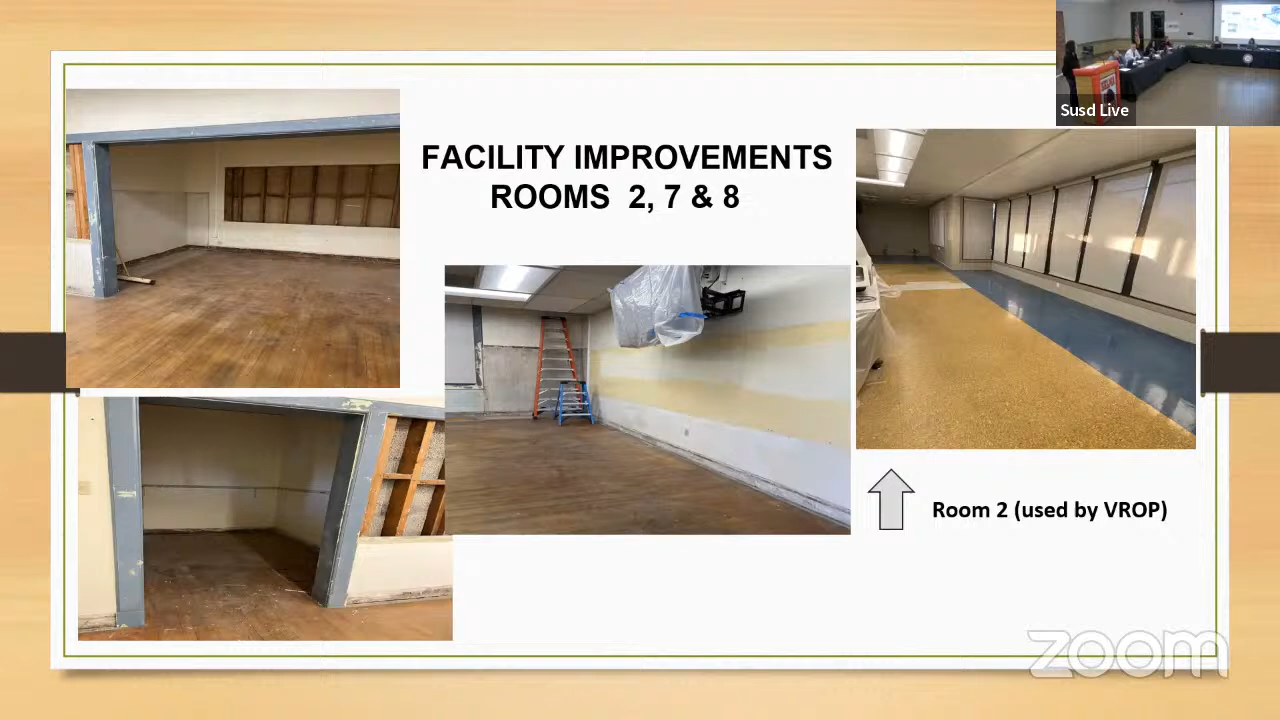 Susd Live
FACILITY IMPROVEMENTS
ROOMS 2, 7 & 8
Room 2 (used by VROP)
zoom